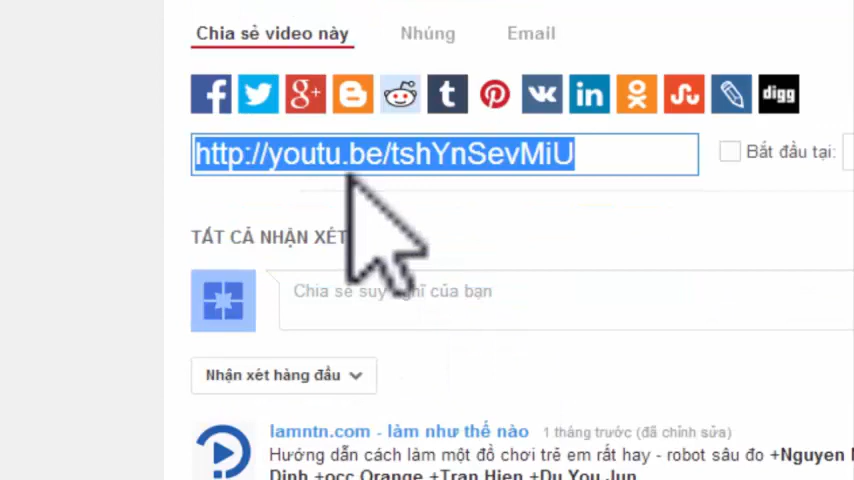 Chia sẻ video này Nhúng Email
digg
http://youtu.be/tshYnSevMiU Bắt đầu tại:
TẤT CẢ NHẬN XÉT
Chia sẻ suy nghĩ của bạn
Nhận xét hàng đầu
lamntn.com - làm như thế nào 1 tháng trước (đã chỉnh sửa)
Hướng dẫn cách làm một đồ chơi trẻ em rất hay - robot sâu đo +Nguyen
Dinh +occ Orange +Tran Hien +Du You Jun